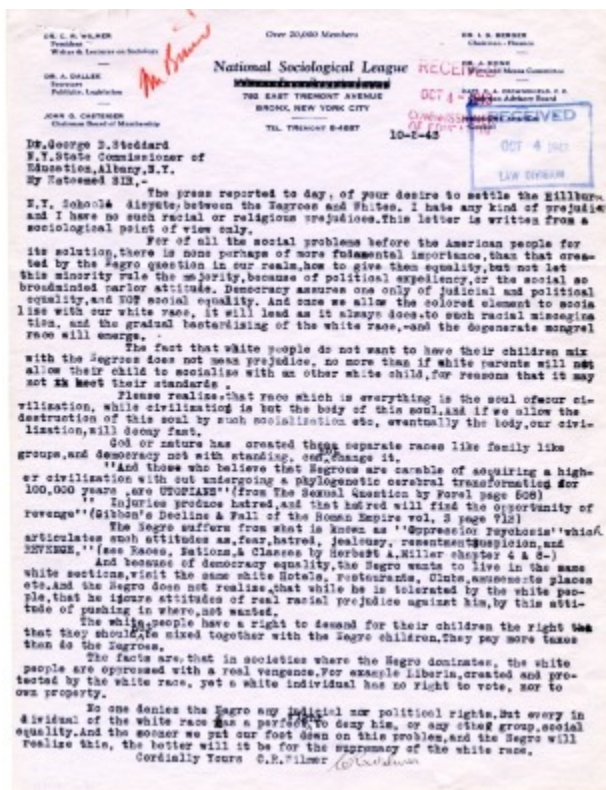 DR. C. R. WILMER
President
Writer & Lecturer on Sociology
DR. A. DALLEK
Secretary
Publicity, Legislation
JOHN G. CASTEINER
Chairman Board of Membership
Mr Brind
Over 20,000 Members
National Sociological League
762 EAST TREMONT AVENUE
BRONX, NEW YORK CITY
TEL. TREMONT 8-4887
DR. I. S. BERGER
Chairman - Finance
RECEIVED
OCT 4 -
RECEIVED
OCT 4 1943
LAW DIVISION
10-2-43
Dr.George D.Stoddard
N.Y.State Commissioner of
Education,Albany,N.Y.
My Esteemed SIR,-
The press reported to day, of your desire to settle the Hillburn
N.Y. Schools dispute, between the Negroes and Whites. I hate any kind of prejudice
and I have no such racial or religious prejudices.This letter is written from a
sociological point of view only.
For of all the social problems before the American people for
its solution,there is none perhaps of more fudamental importance,than that crea-
ted by the Negro question in our realm,how to give them equality,but not let
this minority rule the majority,because of political expediency,or the social so
broadminded parlor attitude. Democracy assures one only of judicial and political
equality,and NOT social equality. And once we allow the colored element to socia
lise with our white race, it will lead as it always does,to such racial miscegina
tion, and the gradual bastardising of the white race,-and the degenerate mongrel
race will emerge.
The fact that white people do not want to have their children mix
with the Negroes does not mean prejudice, no more than if white parents will not
allow their child to socialise with an other white child,for reasons that it may
not meet their standards .
Please realise,that race which is everything is the soul of our ci-
vilization, while civilization is but the body of this soul,and if we allow the
destruction of this soul by such socialization etc, eventually the body,our civi-
lization,will decay fast.
God or nature has created these separate races like family like
groups,and democracy not with standing, change it.
"And those who believe that Negroes are capable of acquiring a high-
er civilization with out undergoing a phylogenetic cerebral transformation for
100,000 years ,are UTOPIANS"(from The Sexual Question by Forel page 508)
" Injuries produce hatred,and that hatred will find the opportunity of
revenge"(Gibbon's Decline & Fall of the Roman Empire vol, 2 page 712)
The Negro suffers from what is known as "Oppression Psychosis"which
articulates such attitudes as,fear,hatred, jealousy, resentment,suspicion,and
REVENGE,"(see Races, Nations,& Classes by Herbert A.Miller chapter 4 & 5-)
And because of democracy equality,the Negro wants to live in the same
white sections,visit the same white Hotels, Restaurants, Clubs,amusements places
etc.And the Negro does not realize,that while he is tolerated by the white peo-
ple,that he attitudes of real racial prejudice against him,by this atti-
tude of pushing in where,not wanted.
The white people have a right to demand for their children the right
that they should be mixed together with the Negro children.They pay more taxes
then do the Negroes.
The facts are,that in societies where the Negro dominates, the white
people are oppressed with a real vengeance.For example Liberia,created and pro-
tected by the white race, yet a white individual has no right to vote, nor to
own property.
No one denies the Negro any judicial nor political rights.But every in
dividual of the white race has a perfect to deny him, or any other group,social
equality.And the sooner we put our foot down on this problem,and the Negro will
realize this, the better will it be for the supremacy of the white race.
Cordially Yours C.R.Wilmer